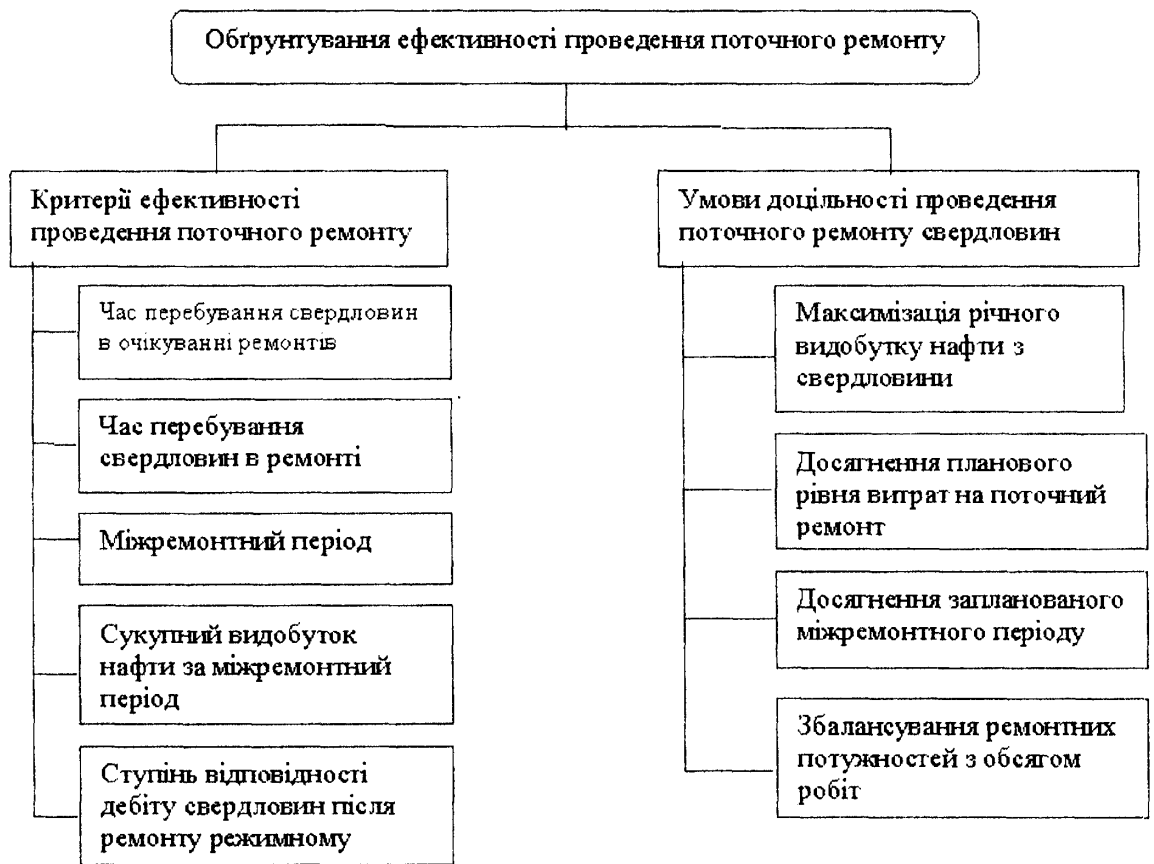 Обґрунтування ефективності проведення поточного ремонту
Критерії ефективності
проведення поточного ремонту
Час перебування свердловин
в очікуванні ремонтів
Час перебування
свердловин в ремонті
Міжремонтний період
Сукупний видобуток
нафти за міжремонтний
період
Ступінь відповідності
дебіту свердловин після
ремонту режимному
Умови доцільності проведення
поточного ремонту свердловин
Максимізація річного
видобутку нафти з
свердловини
Досягнення планового
рівня витрат на поточний
ремонт
Досягнення запланованого
міжремонтного періоду
Збалансування ремонтних
потужностей з обсягом
робіт